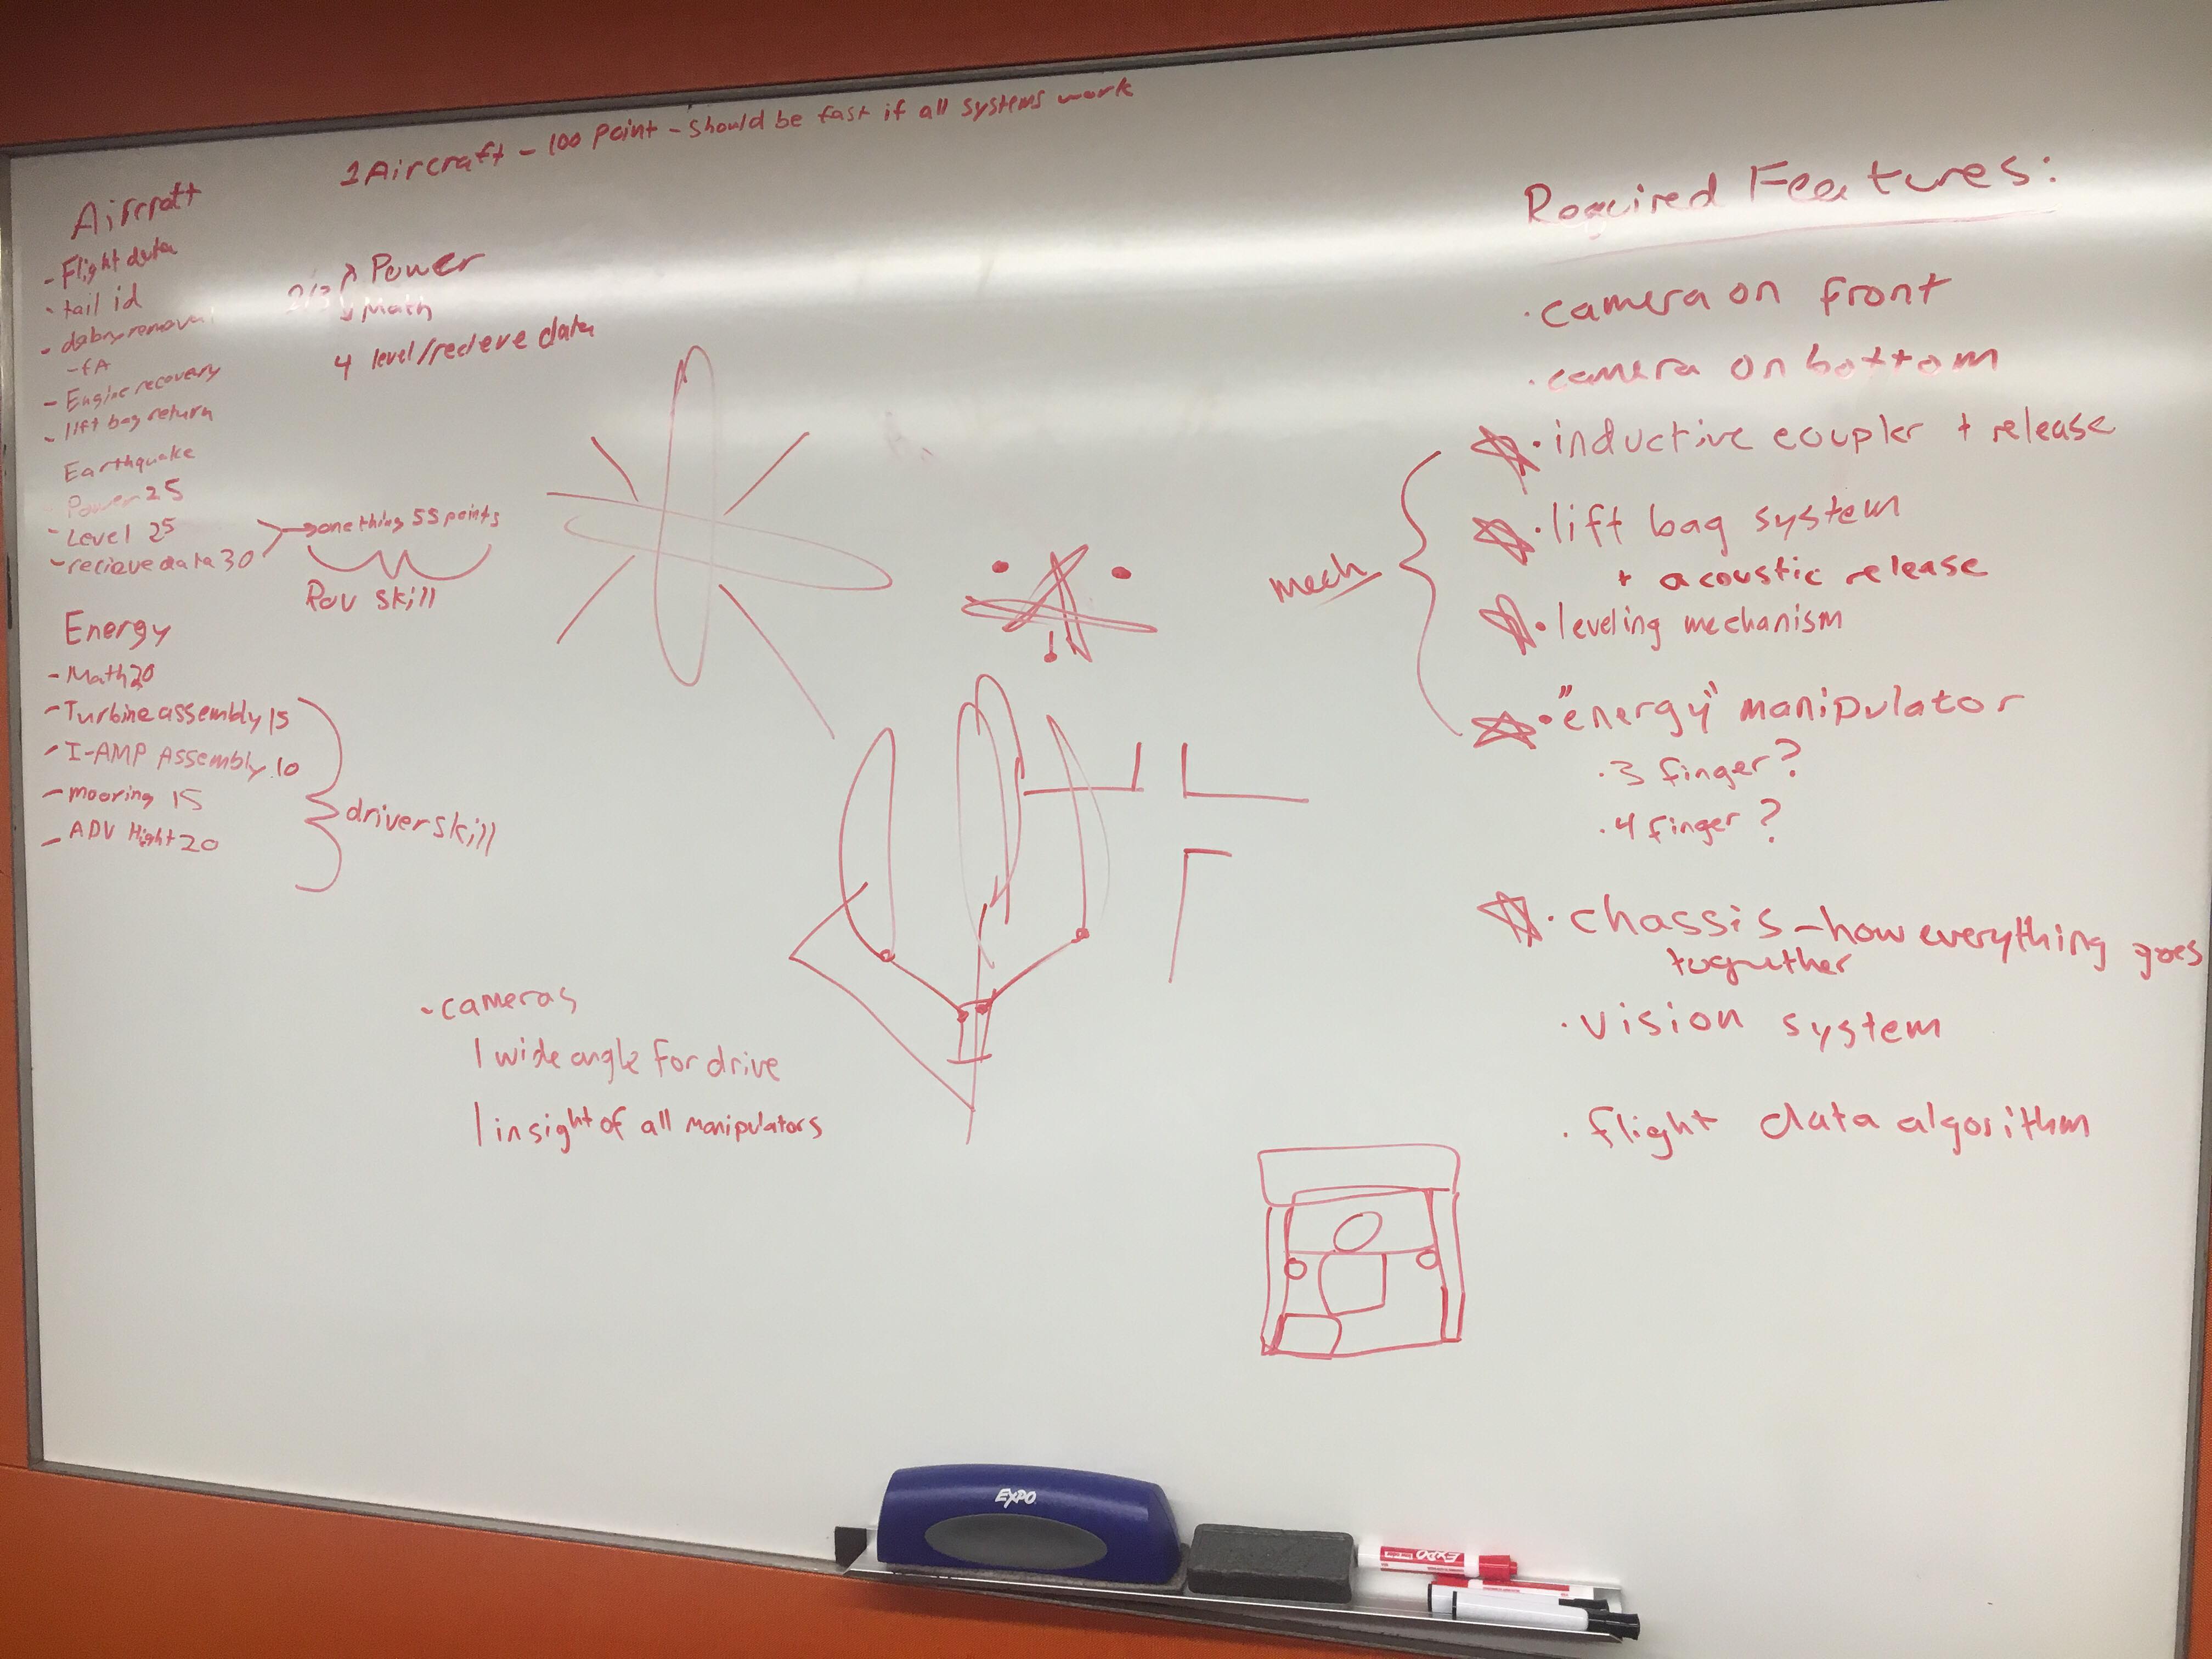 1 Aircraft - 100 point - should be fast if all systems work
Aircraft
- Flight data
- tail id
- removal
- Engine recovery
- lift bag return
Earthquake
Power 25
- Level 25
- recieve data 30
something 55 points
Rov skill
Energy
- Math 20
- Turbine assembly 15
- I-AMP Assembly 10
- mooring 15
- ADV Hight 20
driver skill
2/3 Power
Math
4 level/recieve data
- cameras
1 wide angle for drive
1 insight of all manipulators
mech
Required Features:
· camera on front
· camera on bottom
· inductive coupler + release
· lift bag system
+ acoustic release
· leveling mechanism
· "energy" manipulator
· 3 finger?
· 4 finger?
· chassis - how everything goes
together
· vision system
· flight data algorithm
EXPO
EXPO